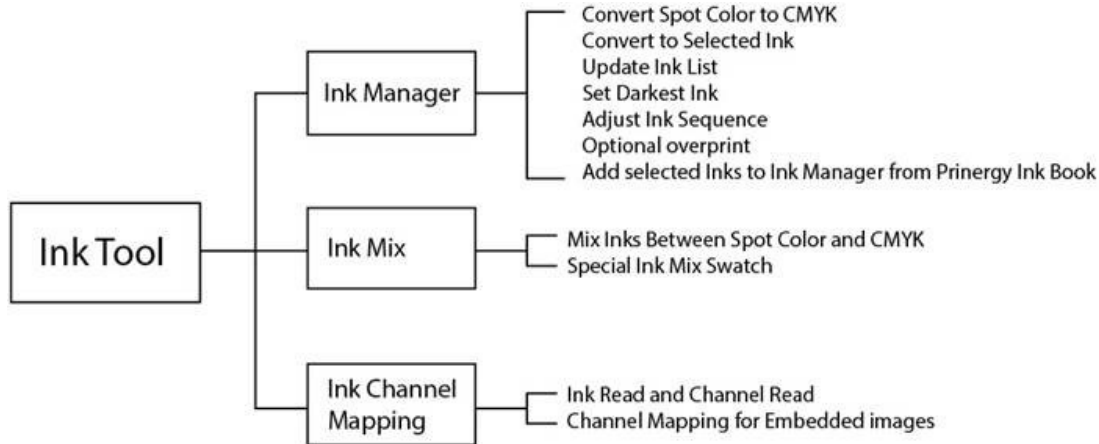 Ink Tool
Ink Manager
Convert Spot Color to CMYK
Convert to Selected Ink
Update Ink List
Set Darkest Ink
Adjust Ink Sequence
Optional overprint
Add selected Inks to Ink Manager from Prinergy Ink Book
Ink Mix
Mix Inks Between Spot Color and CMYK
Special Ink Mix Swatch
Ink Channel
Mapping
Ink Read and Channel Read
Channel Mapping for Embedded images